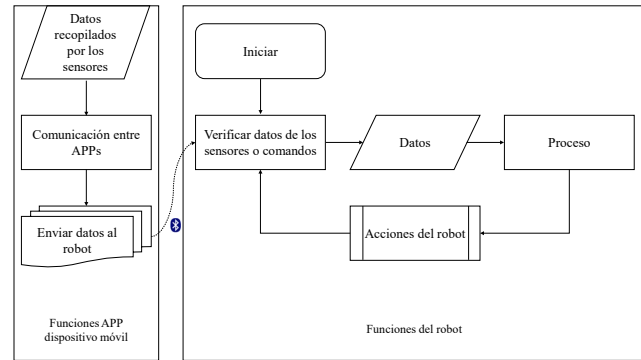 Datos
recopilados
por los
sensores
Comunicación entre
APPs
Enviar datos al
robot
Funciones APP
dispositivo móvil
Iniciar
Verificar datos de los
sensores o comandos
Datos
Proceso
Acciones del robot
Funciones del robot